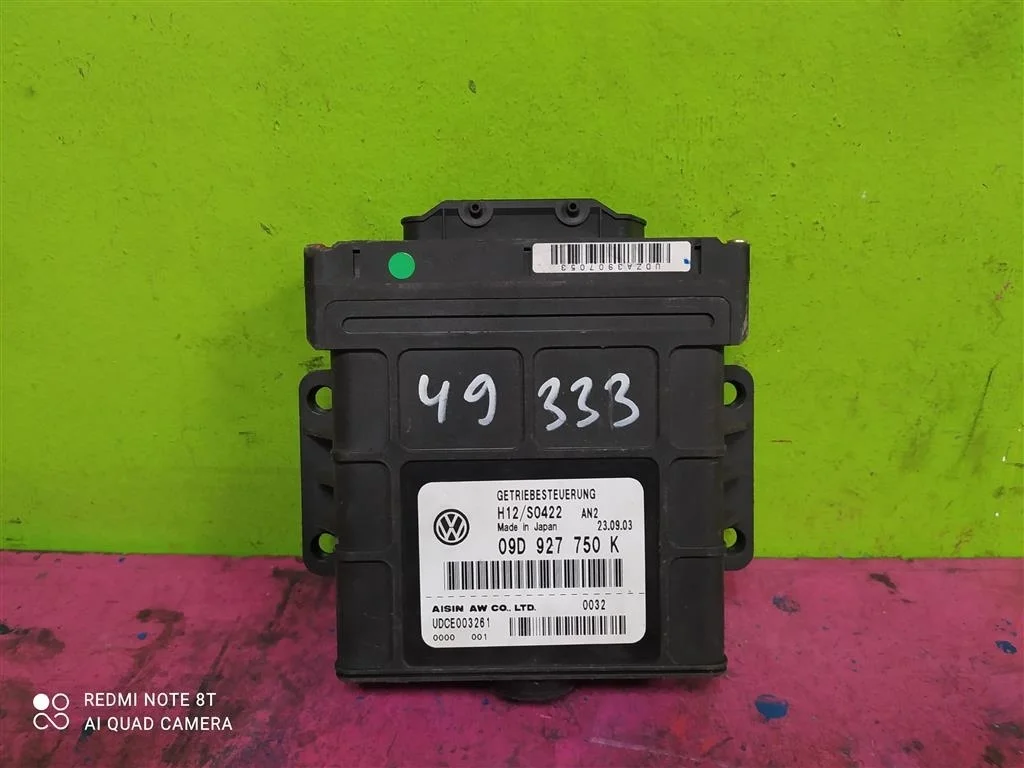 U0ZA3907053
49 333
GETRIEBESTEUERUNG
H12/S0422 AN2
Made in Japan 23.09.03
09D 927 750 K
AISIN AW CO., LTD. 0032
UDCE003261
0000 001
REDMI NOTE 8T
AI QUAD CAMERA